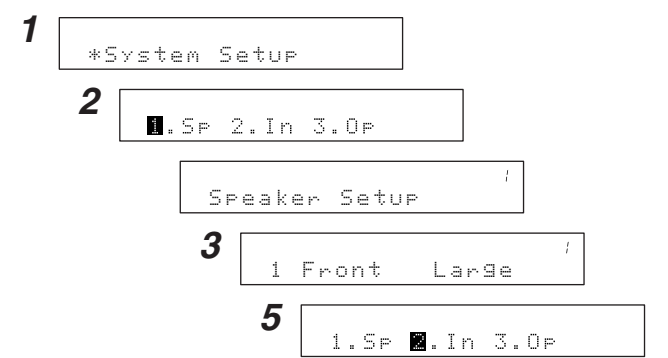 1
*System Setup
2
1.Sp 2.In 3.Op
1
Speaker Setup
3
1
1 Front Large
5
1.Sp 2.In 3.Op